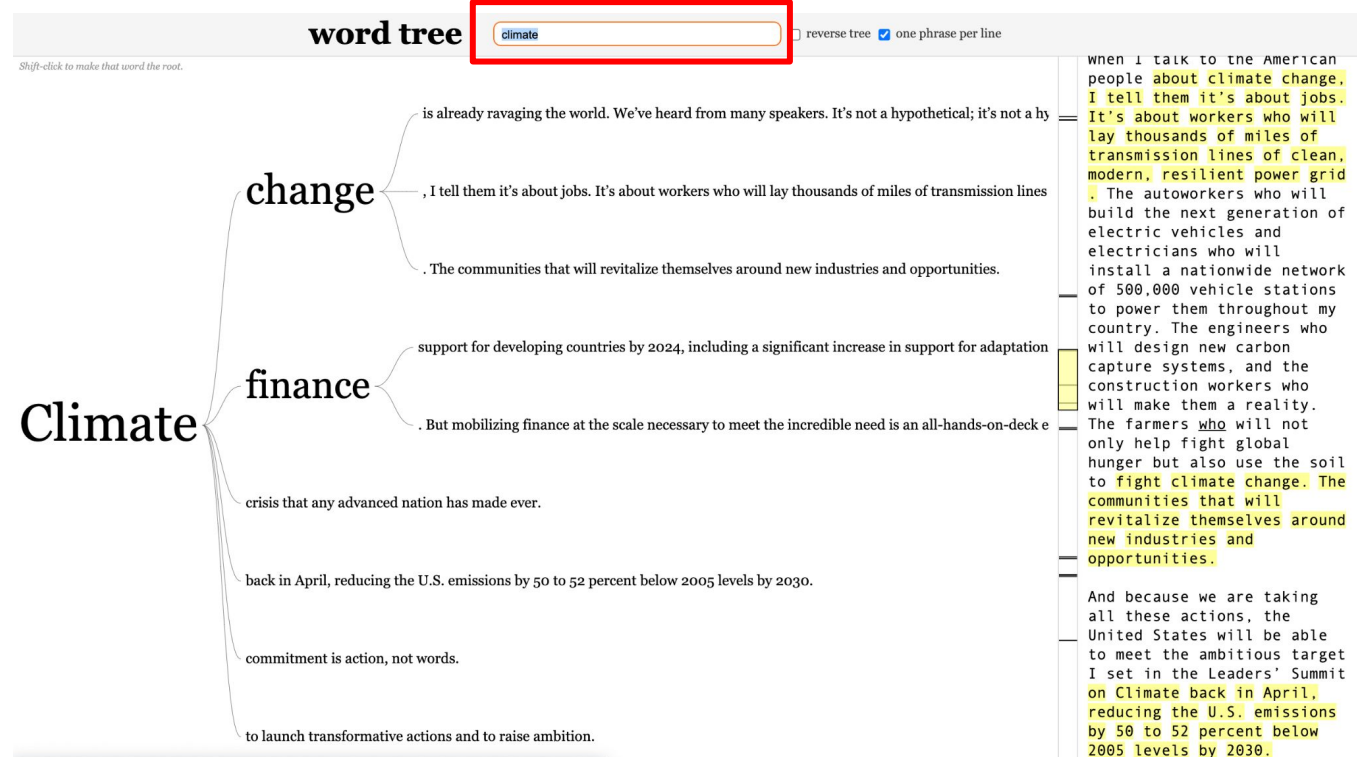 word tree
climate
reverse tree
one phrase per line
Shift-click to make that word the root.
Climate
change
is already ravaging the world. We’ve heard from many speakers. It’s not a hypothetical; it’s not a hy
, I tell them it’s about jobs. It’s about workers who will lay thousands of miles of transmission lines
. The communities that will revitalize themselves around new industries and opportunities.
finance
support for developing countries by 2024, including a significant increase in support for adaptation
. But mobilizing finance at the scale necessary to meet the incredible need is an all-hands-on-deck e
crisis that any advanced nation has made ever.
back in April, reducing the U.S. emissions by 50 to 52 percent below 2005 levels by 2030.
commitment is action, not words.
to launch transformative actions and to raise ambition.
When I talk to the American
people about climate change,
I tell them it’s about jobs.
It’s about workers who will
lay thousands of miles of
transmission lines of clean,
modern, resilient power grid
. The autoworkers who will
build the next generation of
electric vehicles and
electricians who will
install a nationwide network
of 500,000 vehicle stations
to power them throughout my
country. The engineers who
will design new carbon
capture systems, and the
construction workers who
will make them a reality.
The farmers who will not
only help fight global
hunger but also use the soil
to fight climate change. The
communities that will
revitalize themselves around
new industries and
opportunities.
And because we are taking
all these actions, the
United States will be able
to meet the ambitious target
I set in the Leaders’ Summit
on Climate back in April,
reducing the U.S. emissions
by 50 to 52 percent below
2005 levels by 2030.